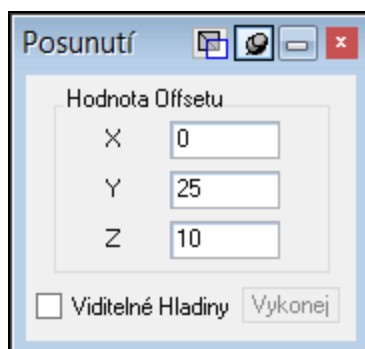 Posunutí
Hodnota Offsetu
X 0
Y 25
Z 10
Viditelné Hladiny Vykonej